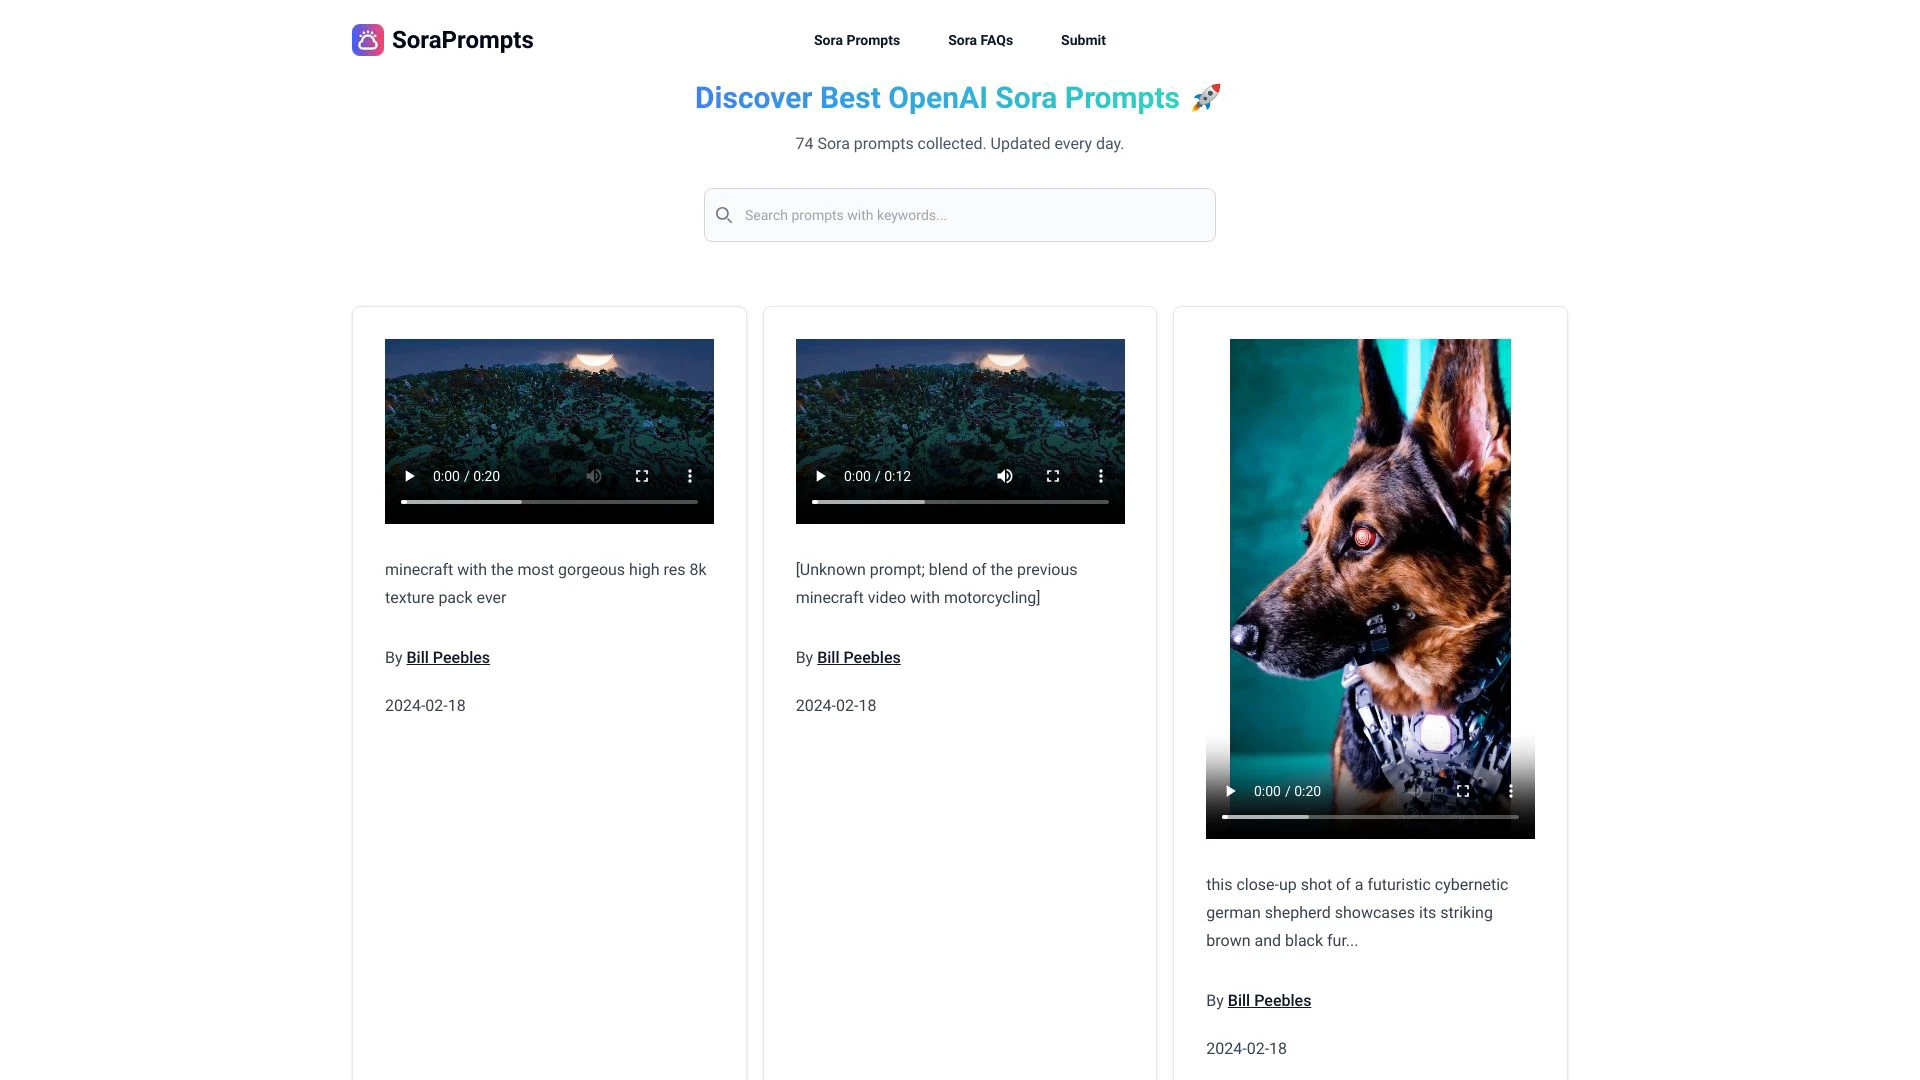 SoraPrompts
Sora Prompts
Sora FAQs
Submit
Discover Best OpenAI Sora Prompts 🚀
74 Sora prompts collected. Updated every day.
Search prompts with keywords...
0:00 / 0:20
minecraft with the most gorgeous high res 8k
texture pack ever
By Bill Peebles
2024-02-18
0:00 / 0:12
[Unknown prompt; blend of the previous
minecraft video with motorcycling]
By Bill Peebles
2024-02-18
0:00 / 0:20
this close-up shot of a futuristic cybernetic
german shepherd showcases its striking
brown and black fur...
By Bill Peebles
2024-02-18